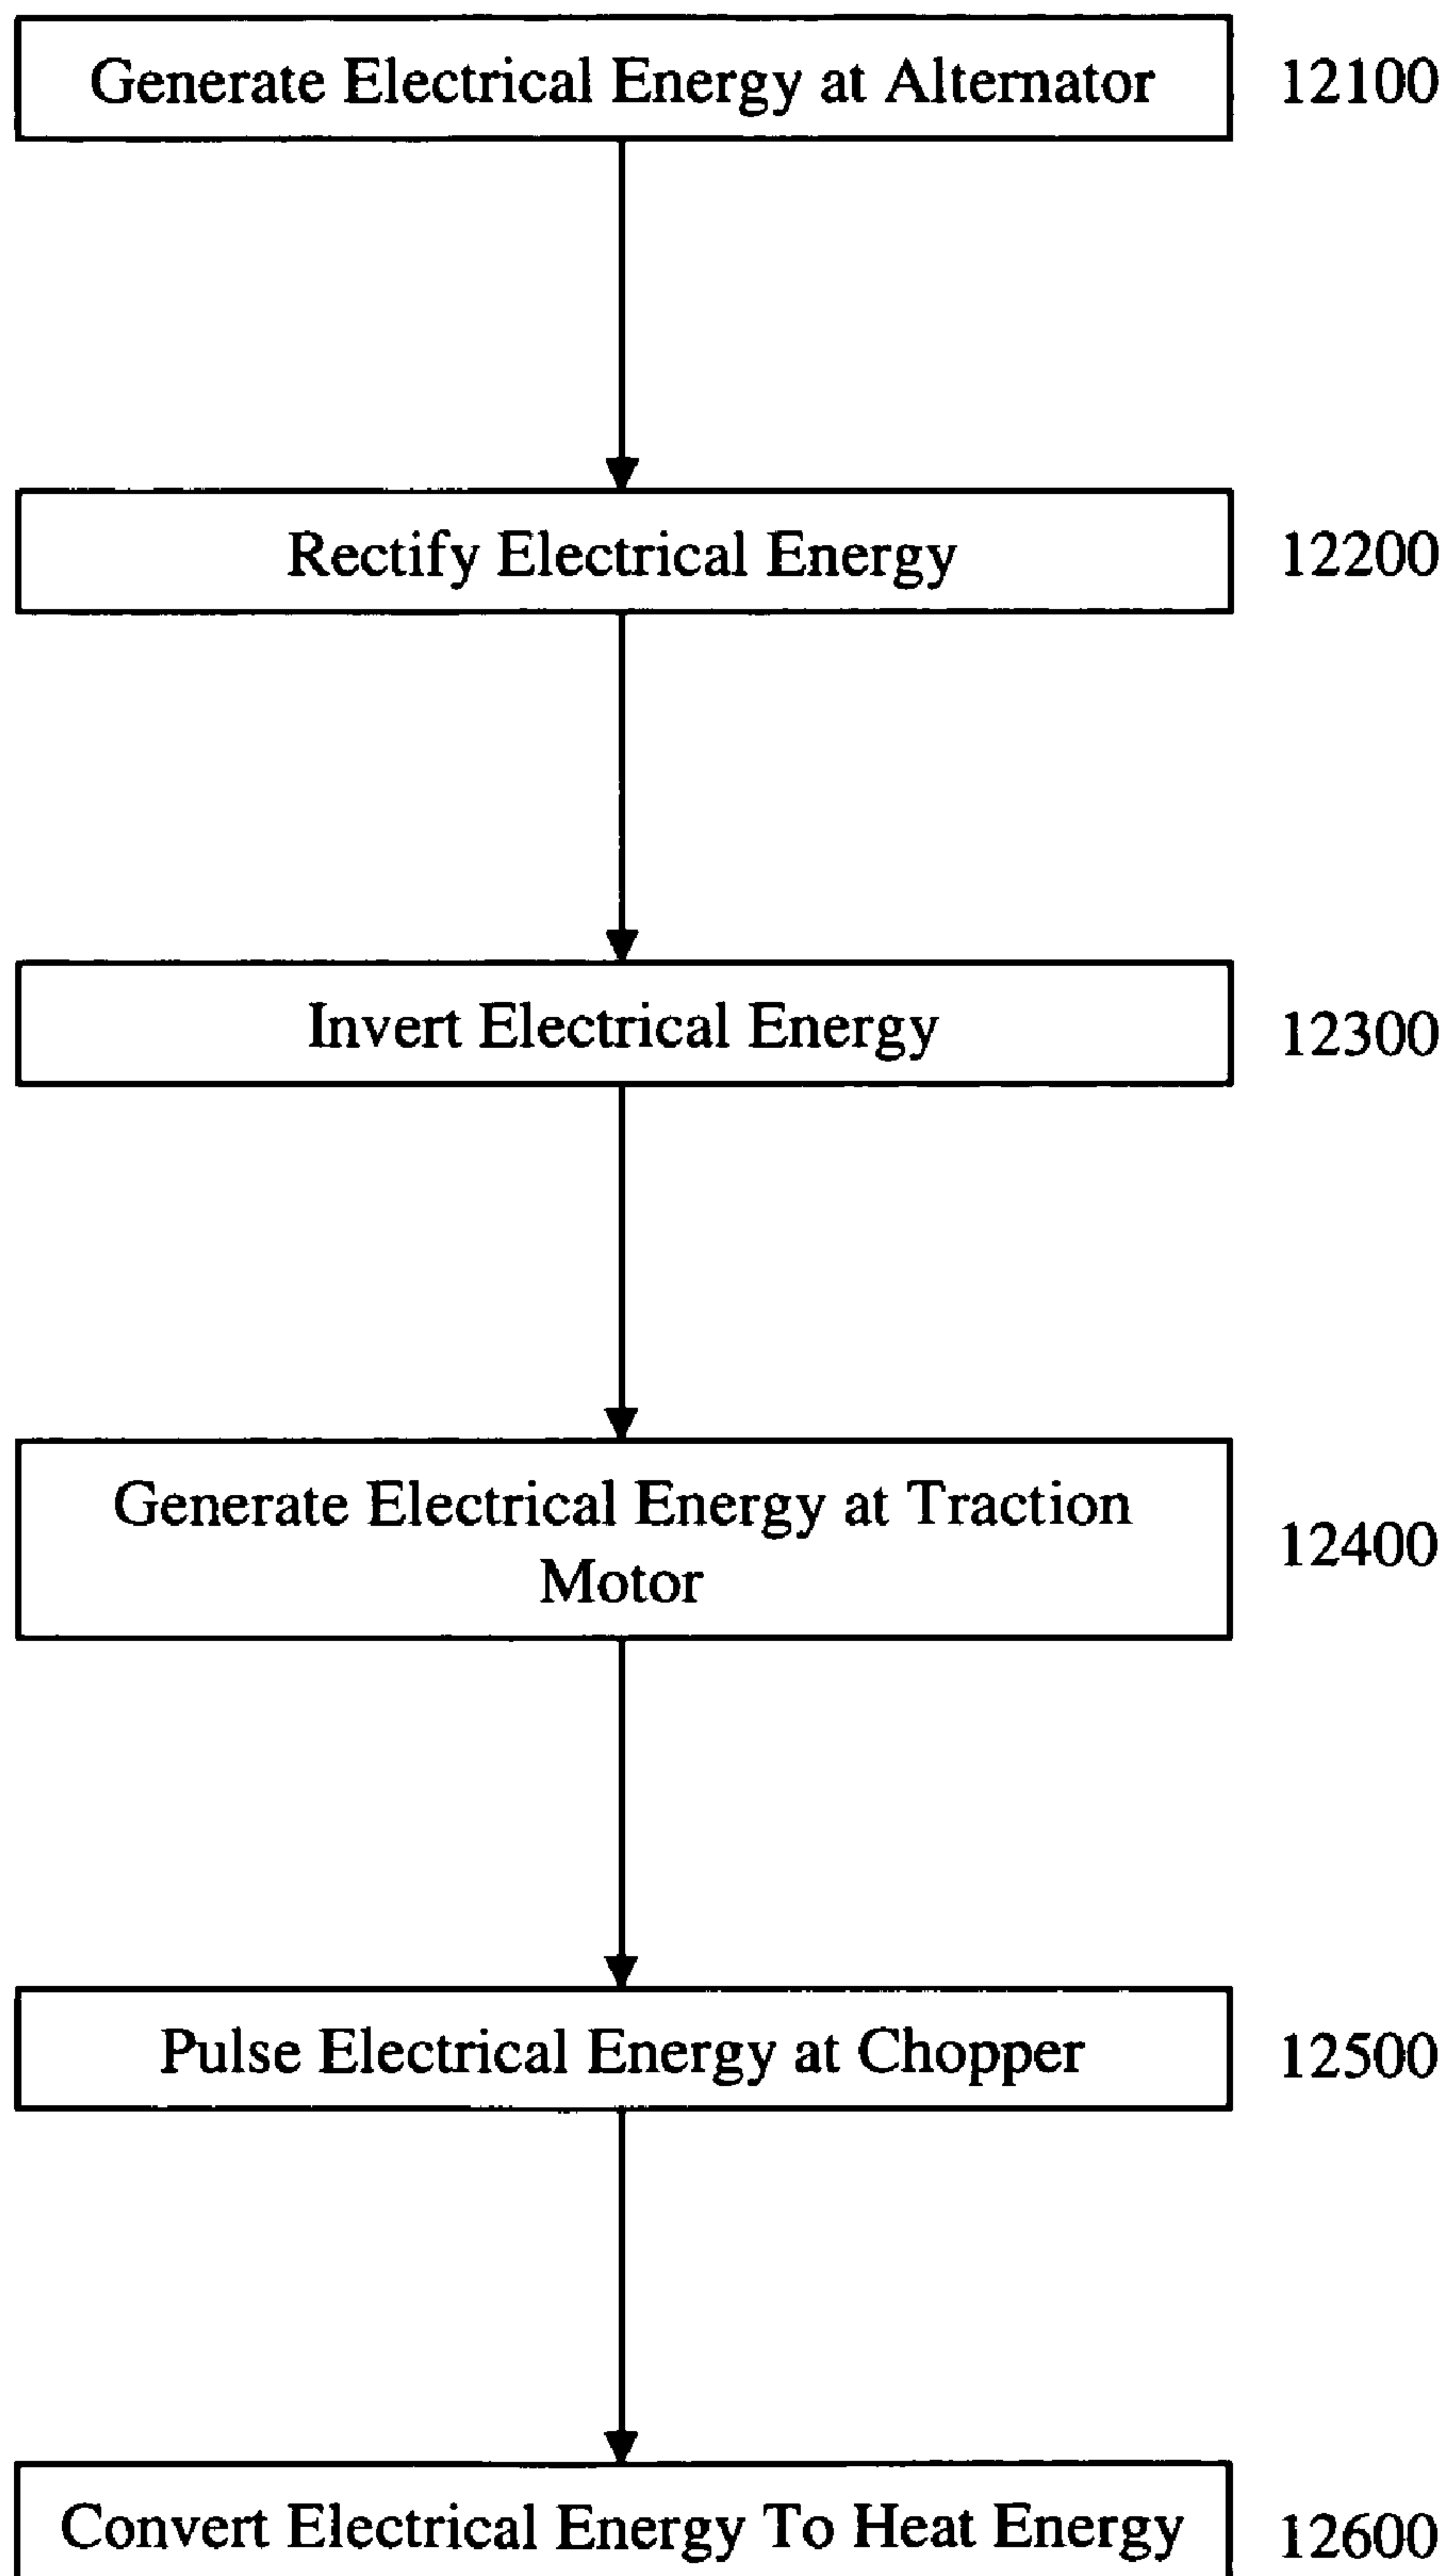 Generate Electrical Energy at Alternator 12100
Rectify Electrical Energy 12200
Invert Electrical Energy 12300
Generate Electrical Energy at Traction
Motor 12400
Pulse Electrical Energy at Chopper 12500
Convert Electrical Energy To Heat Energy 12600